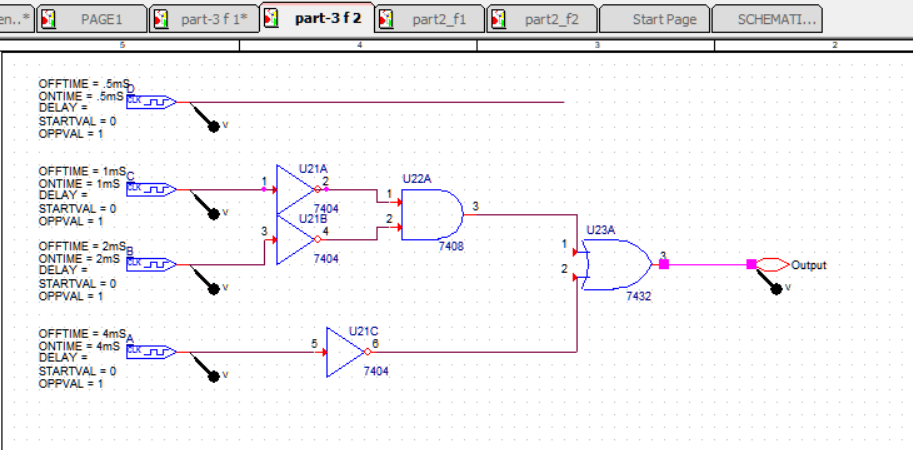 en..*
PAGE1
part-3 f 1*
part-3 f 2
part2_f1
part2_f2
Start Page
SCHEMATI...
5
4
3
2
OFFTIME = .5mS
D
ONTIME = .5mS
CLK
DELAY =
STARTVAL = 0
OPPVAL = 1
V
OFFTIME = 1mS
C
ONTIME = 1mS
CLK
DELAY =
STARTVAL = 0
OPPVAL = 1
V
1
U21A
2
7404
U21B
3
4
7404
U22A
1
2
3
7408
OFFTIME = 2mS
B
ONTIME = 2mS
CLK
DELAY =
STARTVAL = 0
OPPVAL = 1
V
U23A
1
2
3
7432
Output
V
OFFTIME = 4mS
A
ONTIME = 4mS
CLK
DELAY =
STARTVAL = 0
OPPVAL = 1
V
U21C
5
6
7404